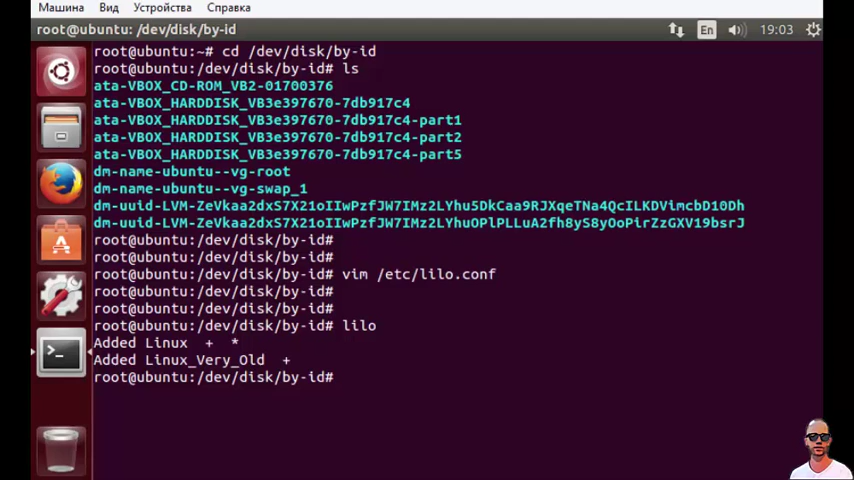 Машина Вид Устройства Справка
root@ubuntu: /dev/disk/by-id En 19:03
root@ubuntu:~# cd /dev/disk/by-id
root@ubuntu:/dev/disk/by-id# ls
ata-VBOX_CD-ROM_VB2-01700376
ata-VBOX_HARDDISK_VB3e397670-7db917c4
ata-VBOX_HARDDISK_VB3e397670-7db917c4-part1
ata-VBOX_HARDDISK_VB3e397670-7db917c4-part2
ata-VBOX_HARDDISK_VB3e397670-7db917c4-part5
dm-name-ubuntu--vg-root
dm-name-ubuntu--vg-swap_1
dm-uuid-LVM-ZeVkaa2dxS7X21oIIwPzfJW7IMz2LYhu5DkCaa9RJXqeTNa4QcILKDVimcbD10Dh
dm-uuid-LVM-ZeVkaa2dxS7X21oIIwPzfJW7IMz2LYhuOPlPLLuA2fh8yS8yOoPirZzGXV19bsrJ
root@ubuntu:/dev/disk/by-id#
root@ubuntu:/dev/disk/by-id#
root@ubuntu:/dev/disk/by-id# vim /etc/lilo.conf
root@ubuntu:/dev/disk/by-id#
root@ubuntu:/dev/disk/by-id#
root@ubuntu:/dev/disk/by-id# lilo
Added Linux + *
Added Linux_Very_Old +
root@ubuntu:/dev/disk/by-id#